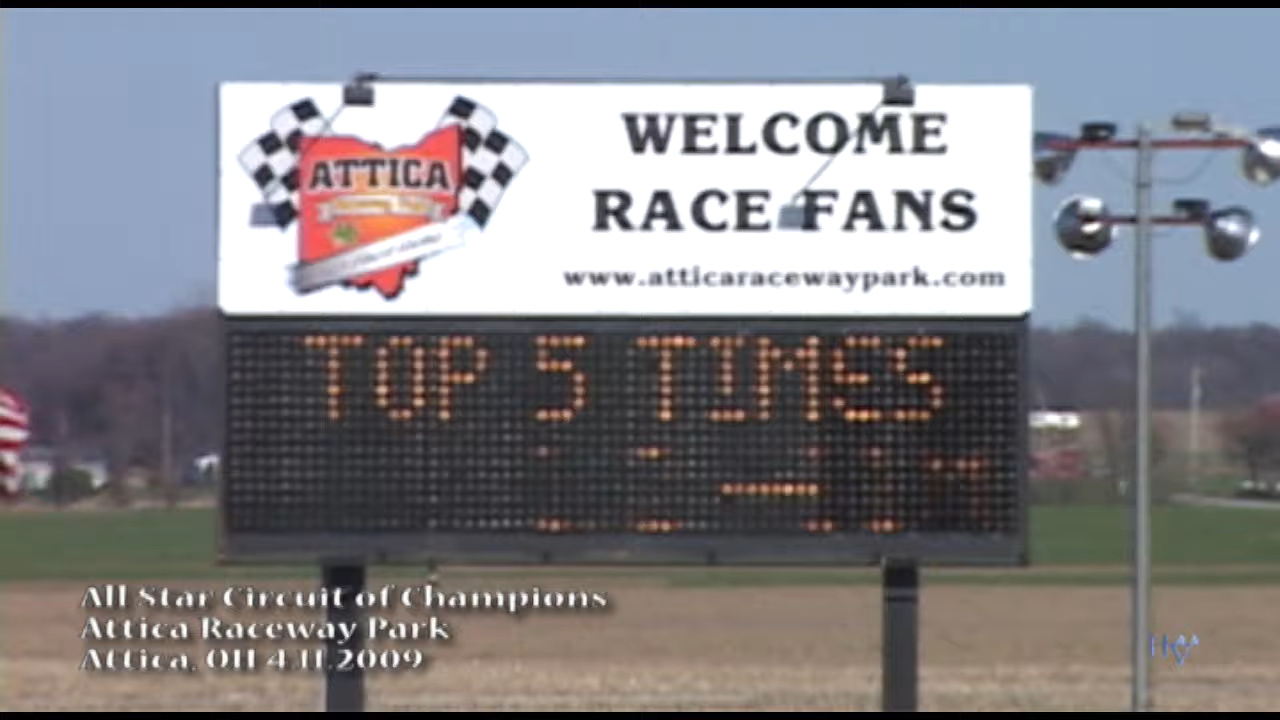 ATTICA
WELCOME
RACE FANS
www.atticaracewaypark.com
TOP 5 TIMES
All Star Circuit of Champions
Attica Raceway Park
Attica, OH 4.11.2009